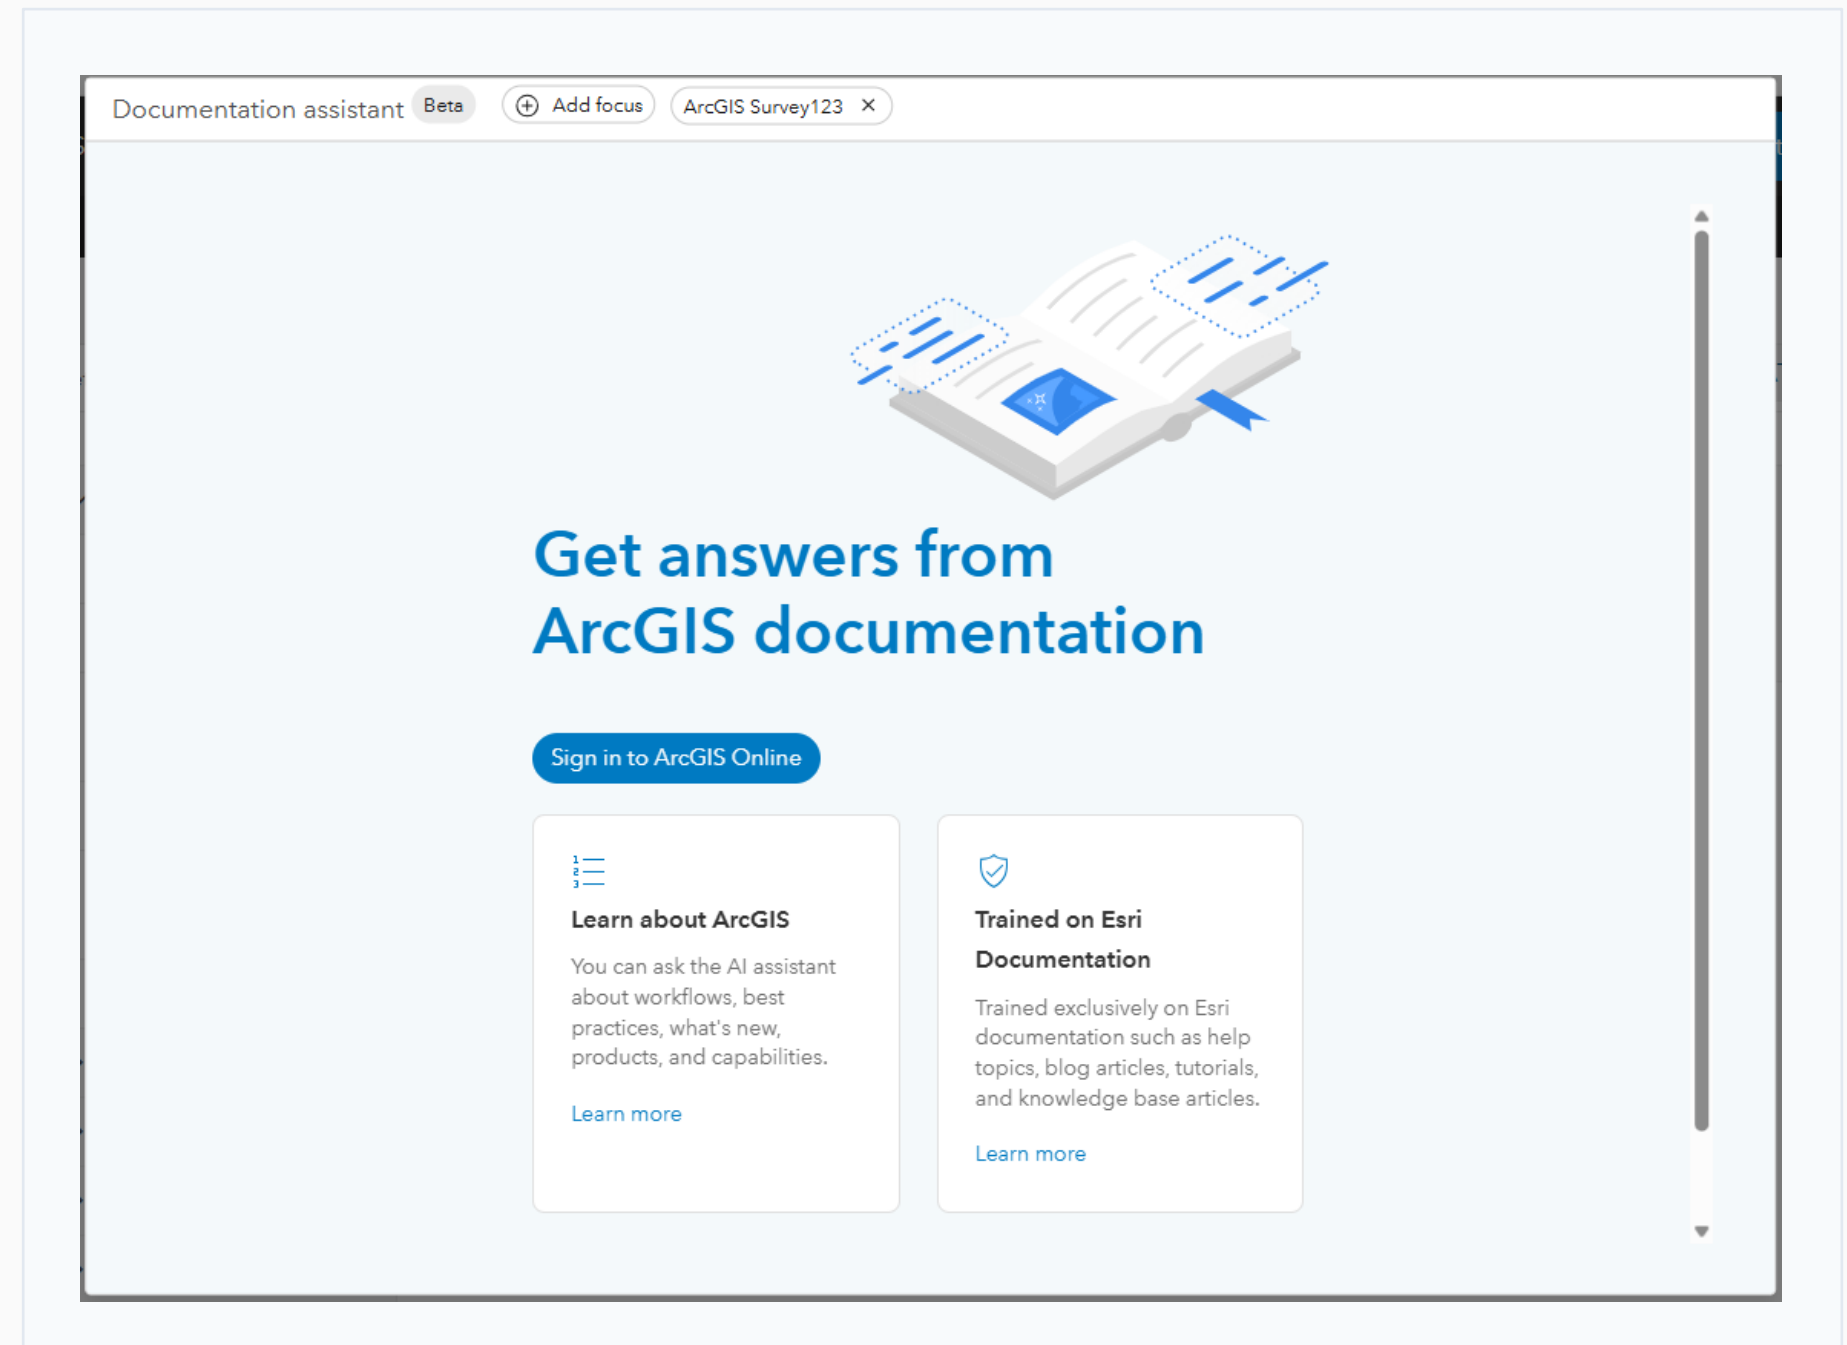 Documentation assistant Beta Add focus ArcGIS Survey123
Get answers from
ArcGIS documentation
Sign in to ArcGIS Online
1
2
3
Learn about ArcGIS
You can ask the AI assistant
about workflows, best
practices, what's new,
products, and capabilities.
Learn more
Trained on Esri
Documentation
Trained exclusively on Esri
documentation such as help
topics, blog articles, tutorials,
and knowledge base articles.
Learn more